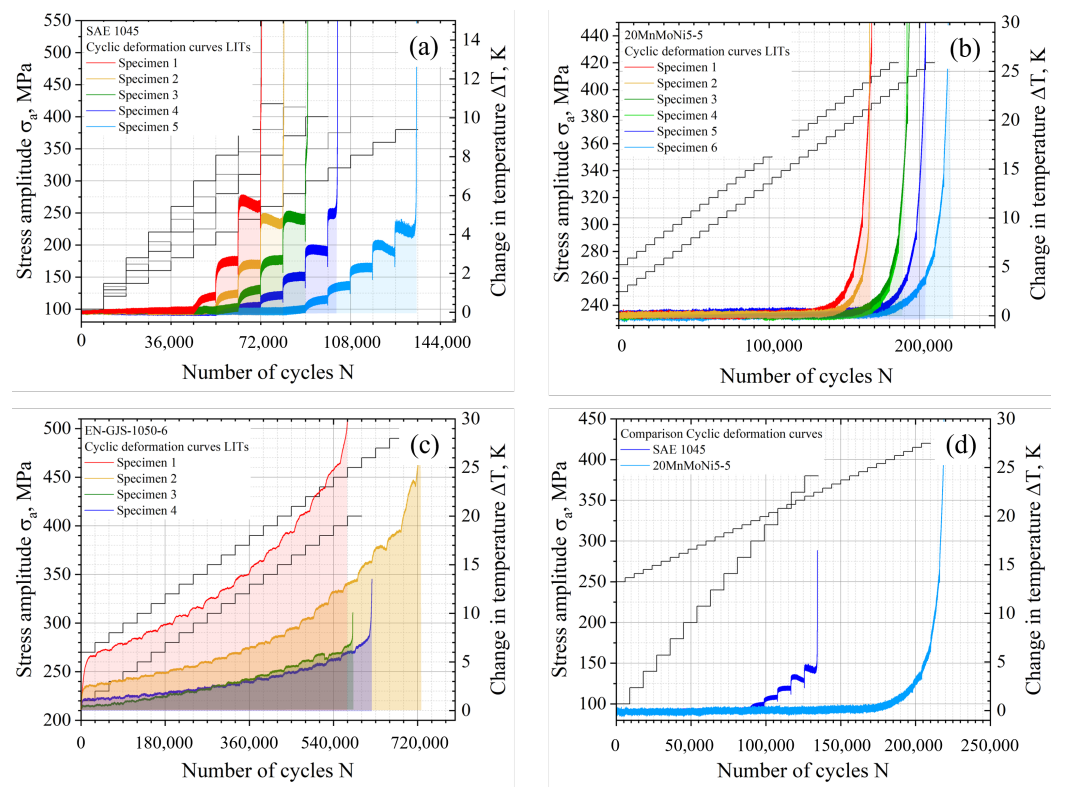 SAE 1045
Cyclic deformation curves LITs
Specimen 1
Specimen 2
Specimen 3
Specimen 4
Specimen 5
(a)
Stress amplitude σa, MPa
550
500
450
400
350
300
250
200
150
100
Change in temperature ΔT, K
14
12
10
8
6
4
2
0
0 36,000 72,000 108,000 144,000
Number of cycles N
20MnMoNi5-5
Cyclic deformation curves LITs
Specimen 1
Specimen 2
Specimen 3
Specimen 4
Specimen 5
Specimen 6
(b)
Stress amplitude σa, MPa
440
420
400
380
360
340
320
300
280
260
240
Change in temperature ΔT, K
30
25
20
15
10
5
0
0 100,000 200,000
Number of cycles N
EN-GJS-1050-6
Cyclic deformation curves LITs
Specimen 1
Specimen 2
Specimen 3
Specimen 4
(c)
Stress amplitude σa, MPa
500
450
400
350
300
250
200
Change in temperature ΔT, K
30
25
20
15
10
5
0
0 180,000 360,000 540,000 720,000
Number of cycles N
Comparison Cyclic deformation curves
SAE 1045
20MnMoNi5-5
(d)
Stress amplitude σa, MPa
450
400
350
300
250
200
150
100
Change in temperature ΔT, K
30
25
20
15
10
5
0
0 50,000 100,000 150,000 200,000 250,000
Number of cycles N